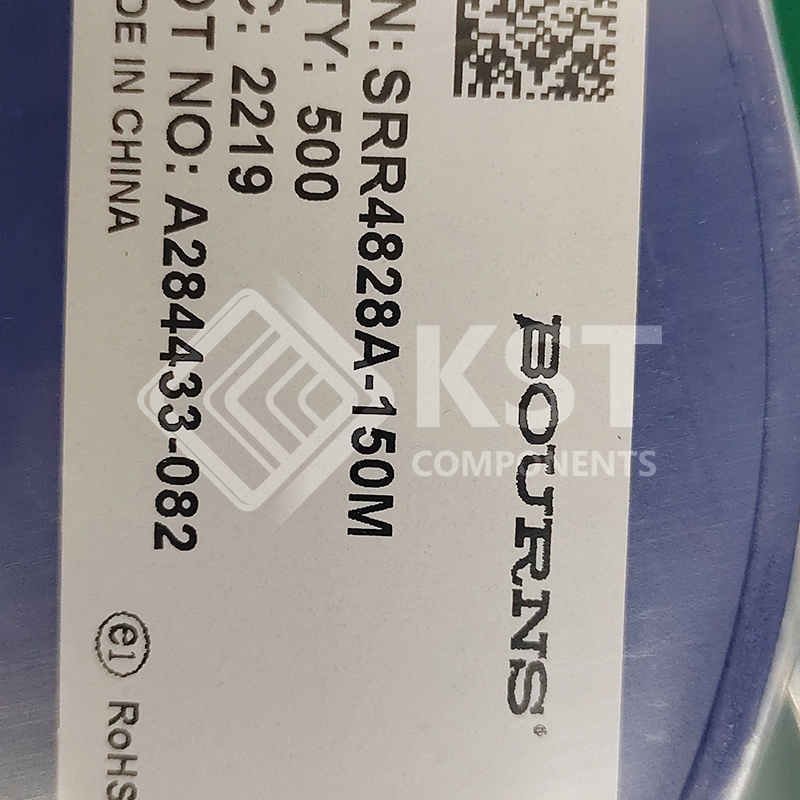 BOURNS®
N: SRR4828A-150M
TY: 500
C: 2219
OT NO: A284433-082
DE IN CHINA
e1 RoHS
KST
COMPONENTS